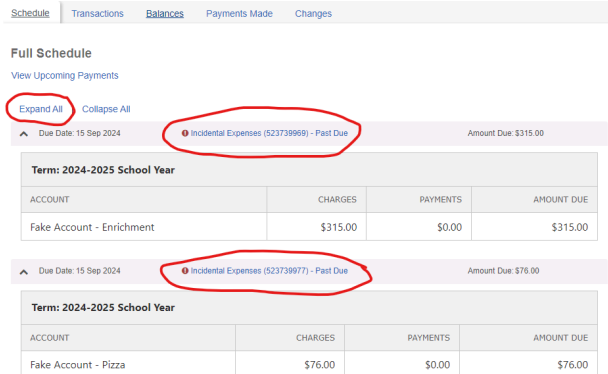 Schedule Transactions Balances Payments Made Changes
Full Schedule
View Upcoming Payments
Expand All Collapse All
Due Date: 15 Sep 2024 Incidental Expenses (523739969) - Past Due Amount Due: $315.00
Term: 2024-2025 School Year
ACCOUNT CHARGES PAYMENTS AMOUNT DUE
Fake Account - Enrichment $315.00 $0.00 $315.00
Due Date: 15 Sep 2024 Incidental Expenses (523739977) - Past Due Amount Due: $76.00
Term: 2024-2025 School Year
ACCOUNT CHARGES PAYMENTS AMOUNT DUE
Fake Account - Pizza $76.00 $0.00 $76.00